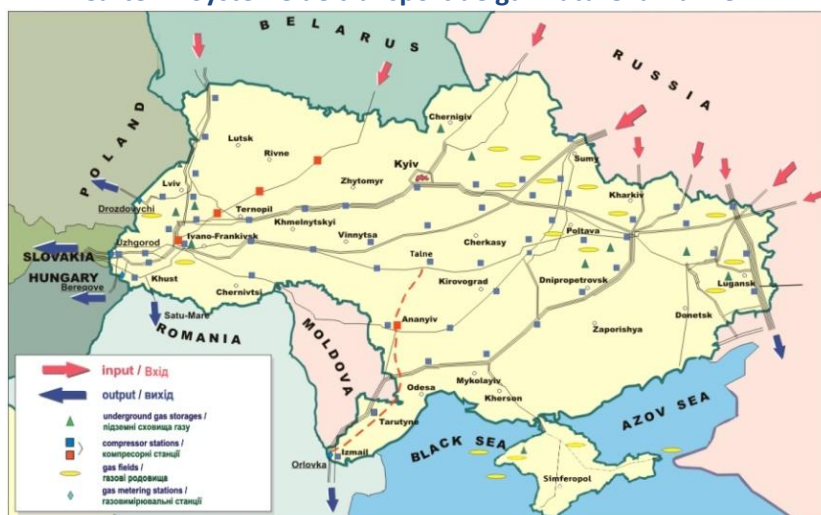 BELARUS
RUSSIA
POLAND
Chernigiv
Lutsk
Rivne
Kyiv
Sumy
Zhytomyr
Lviv
Kharkiv
Drozdovychi
Ternopil
Khmelnytskyi
Poltava
Uzhgorod
Ivano-Frankivsk
Vinnytsa
Cherkasy
SLOVAKIA
Talne
HUNGARY
Khust
Dnipropetrovsk
Lugansk
Beregove
Chernivtsi
Kirovograd
Satu-Mare
Donetsk
ROMANIA
MOLDOVA
Ananyiv
Zaporishya
Mykolayiv
Odesa
Kherson
Tarutyne
AZOV SEA
BLACK SEA
Izmail
Orlovka
Simferopol
input / Вхід
output / вихід
underground gas storages /
підземні сховища газу
compressor stations /
компресорні станції
gas fields /
газові родовища
gas metering stations /
газовимірювальні станції